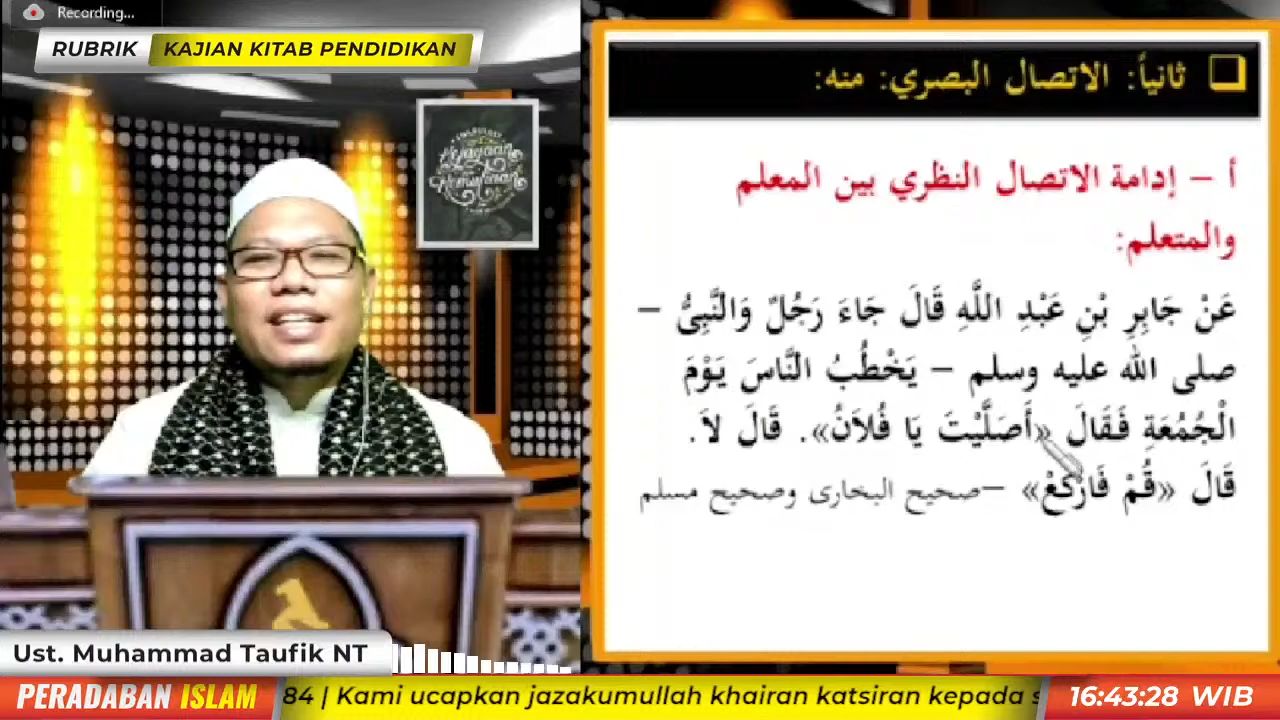 Recording...
RUBRIK KAJIAN KITAB PENDIDIKAN
ثانياً: الاتصال البصري: منه:
أ – إدامة الاتصال النظري بين المعلم
والمتعلم:
عَنْ جَابِرِ بْنِ عَبْدِ اللَّهِ قَالَ جَاءَ رَجُلٌ وَالنَّبِىُّ –
صلى الله عليه وسلم – يَخْطُبُ النَّاسَ يَوْمَ
الْجُمُعَةِ فَقَالَ «أَصَلَّيْتَ يَا فُلاَنُ». قَالَ لاَ.
قَالَ «قُمْ فَارْكَعْ» –صحيح البخارى وصحيح مسلم
Ust. Muhammad Taufik NT
PERADABAN ISLAM
84 | Kami ucapkan jazakumullah khairan katsiran kepada s
16:43:28 WIB